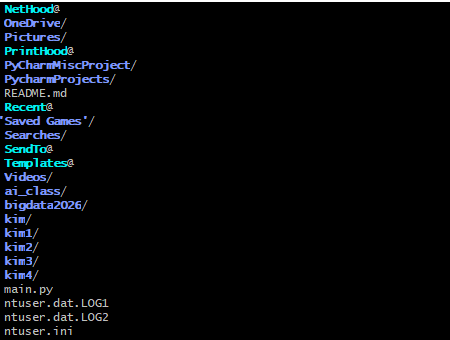 NetHood@
OneDrive/
Pictures/
PrintHood@
PyCharmMiscProject/
PycharmProjects/
README.md
Recent@
'Saved Games'/
Searches/
SendTo@
Templates@
Videos/
ai_class/
bigdata2026/
kim/
kim1/
kim2/
kim3/
kim4/
main.py
ntuser.dat.LOG1
ntuser.dat.LOG2
ntuser.ini